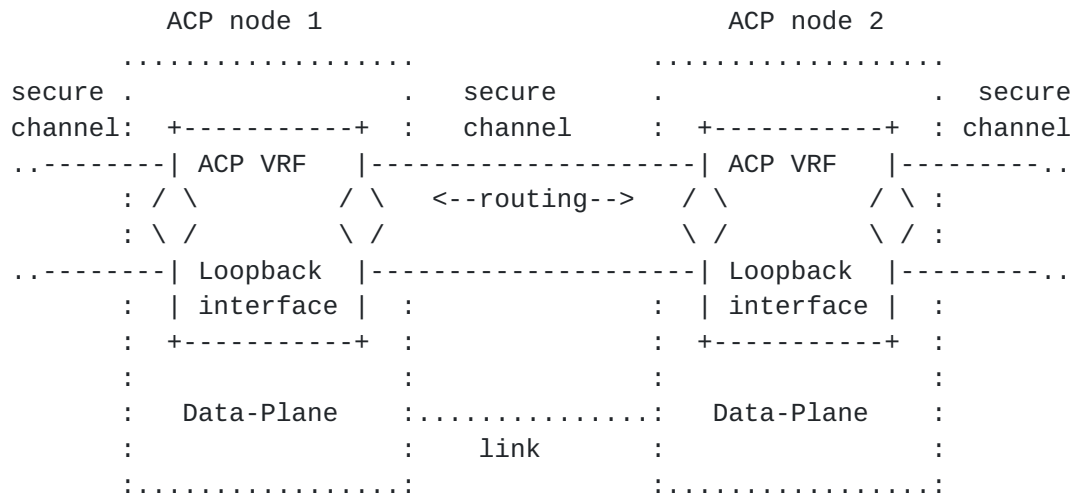 ACP node 1                          ACP node 2
       ...................                ...................
secure .                  .   secure     .                  .  secure
channel:  +-----------+  :   channel     :  +-----------+  : channel
..--------| ACP VRF   |---------------------| ACP VRF   |---------..
       : / \         / \   <--routing-->   / \         / \ :
       : \ /         \ /                   \ /         \ / :
..--------| Loopback  |---------------------| Loopback  |---------..
       :  | interface |  :               :  | interface |  :
       :  +-----------+  :               :  +-----------+  :
       :                 :               :                 :
       :   Data-Plane    :...............:   Data-Plane    :
       :                 :    link       :                 :
       :.................:               :.................: